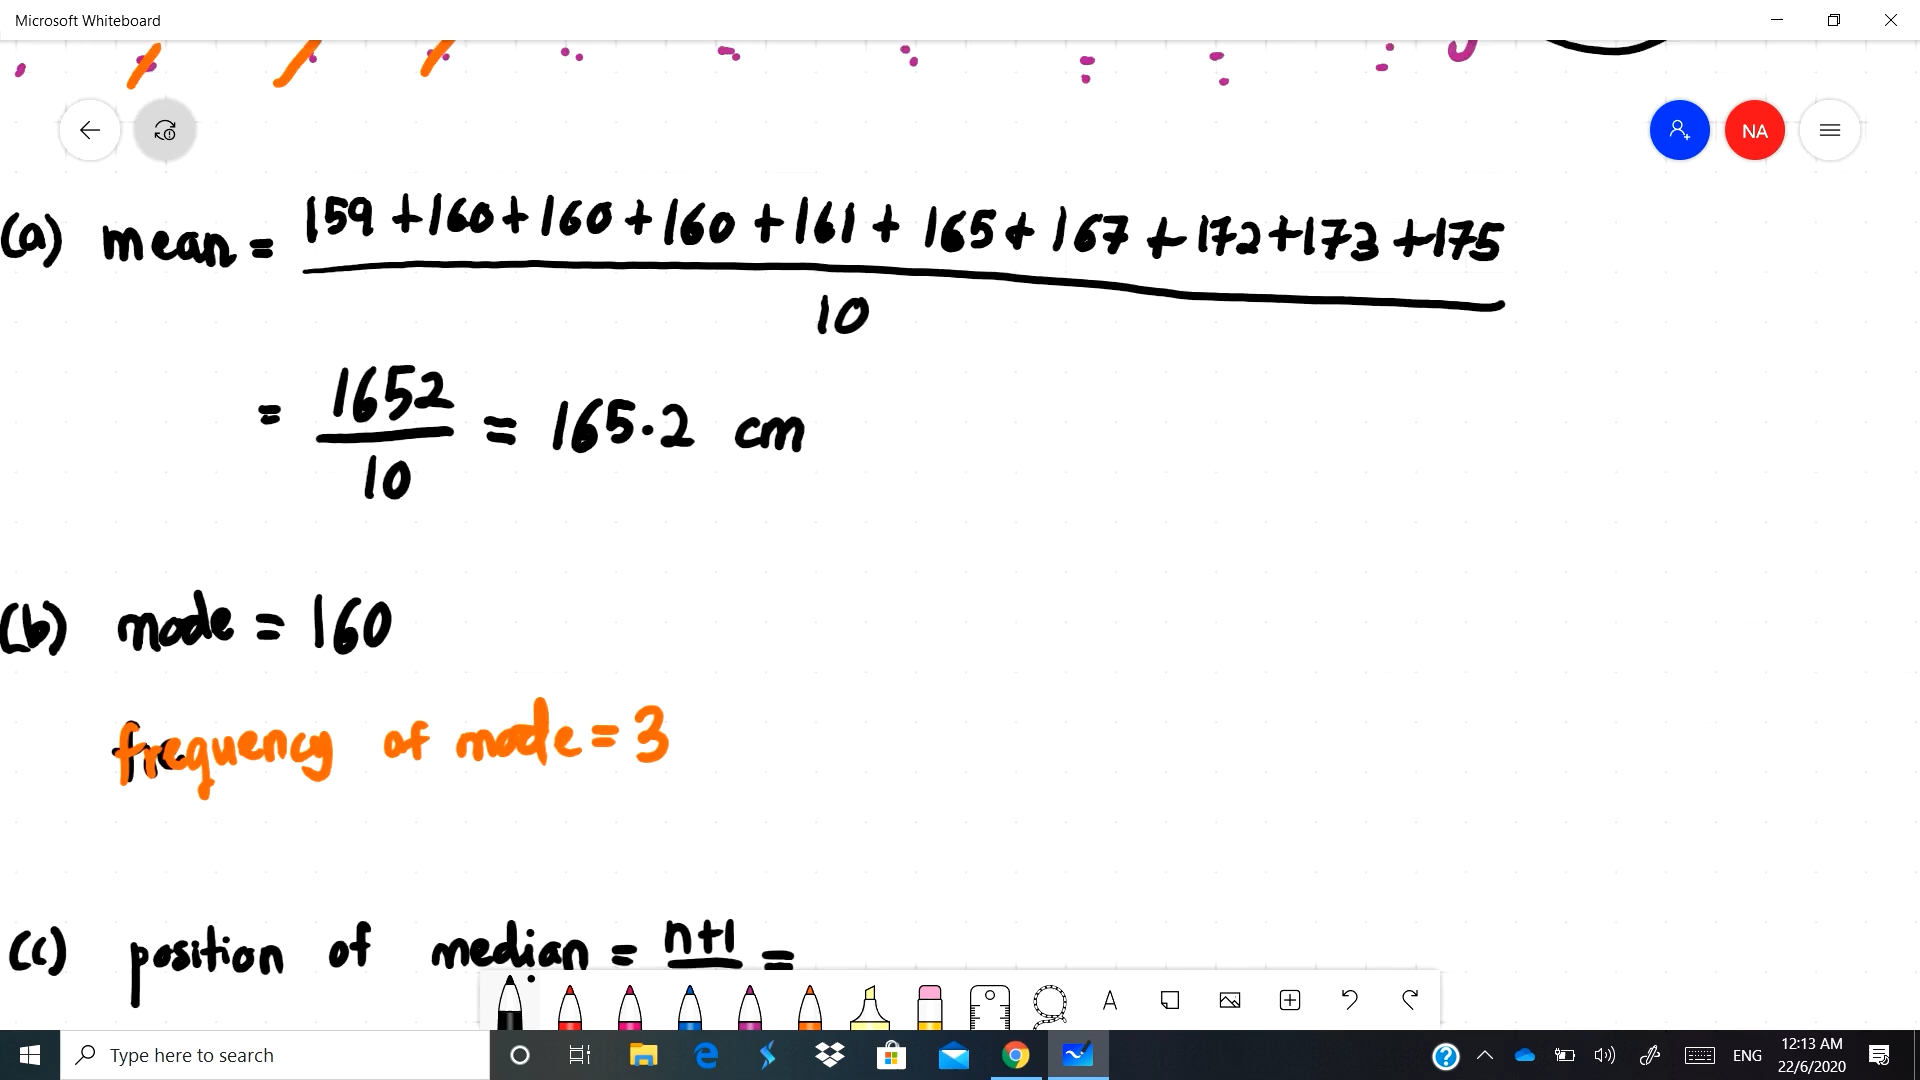 Microsoft Whiteboard
NA
(a) mean = 159 +160+160+160+161+ 165+ 167 +172+173 +175
10
= 1652 = 165.2 cm
10
(b) mode = 160
frequency of mode = 3
(c) position of median = n+1 =
A
Type here to search
ENG
12:13 AM
22/6/2020